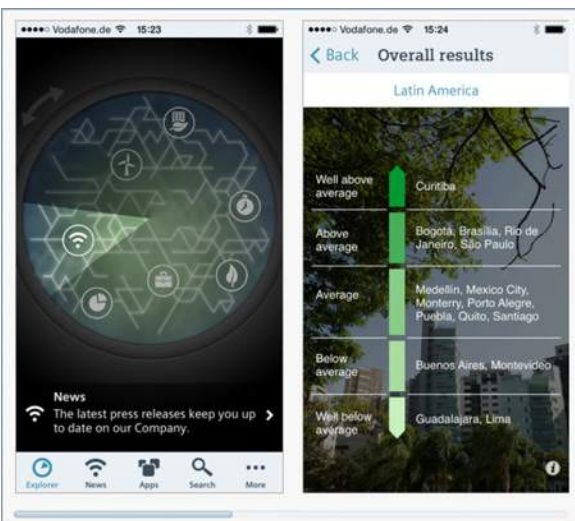 Vodafone.de 15:23
News
The latest press releases keep you up
to date on our Company.
Explorer News Apps Search More
Vodafone.de 15:24
Back Overall results
Latin America
Well above
average
Curitiba
Above
average
Bogotá, Brasília, Rio de
Janeiro, São Paulo
Average
Medellín, Mexico City,
Monterry, Porto Alegre,
Puebla, Quito, Santiago
Below
average
Buenos Aires, Montevideo
Well below
average
Guadalajara, Lima